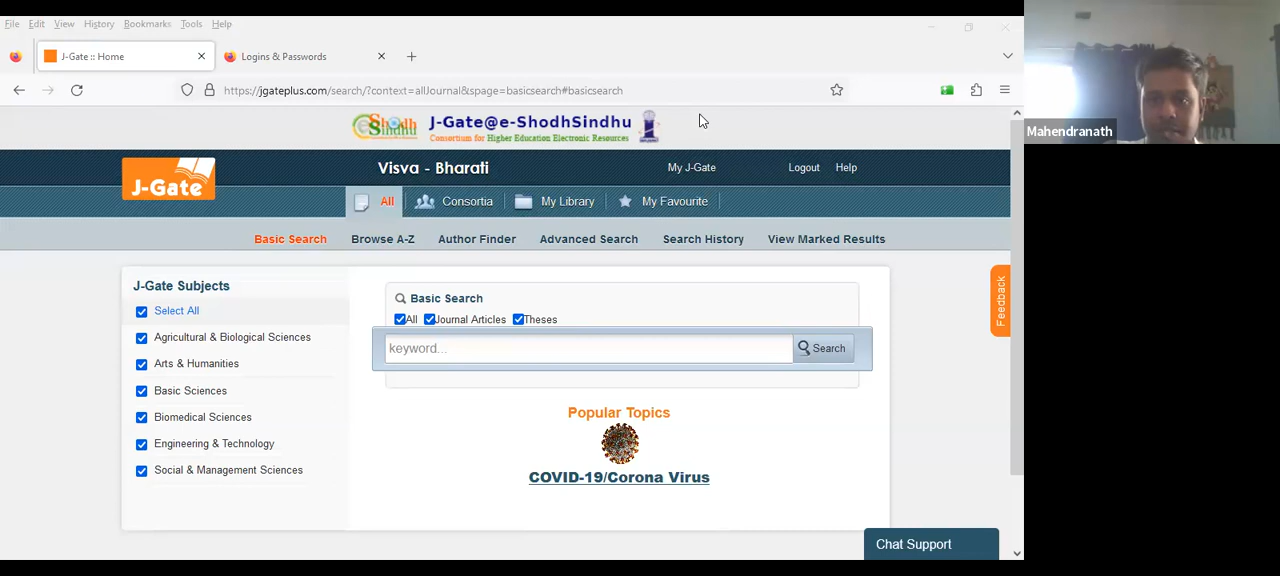 File Edit View History Bookmarks Tools Help
J-Gate :: Home
Logins & Passwords
https://jgateplus.com/search/?context=allJournal&spage=basicsearch#basicsearch
eShodh Sindhu
J-Gate@e-ShodhSindhu
Consortium for Higher Education Electronic Resources
J-Gate
Visva - Bharati
My J-Gate Logout Help
All Consortia My Library My Favourite
Basic Search Browse A-Z Author Finder Advanced Search Search History View Marked Results
J-Gate Subjects
Select All
Agricultural & Biological Sciences
Arts & Humanities
Basic Sciences
Biomedical Sciences
Engineering & Technology
Social & Management Sciences
Basic Search
All Journal Articles Theses
keyword... Search
Popular Topics
COVID-19/Corona Virus
Feedback
Chat Support
Mahendranath